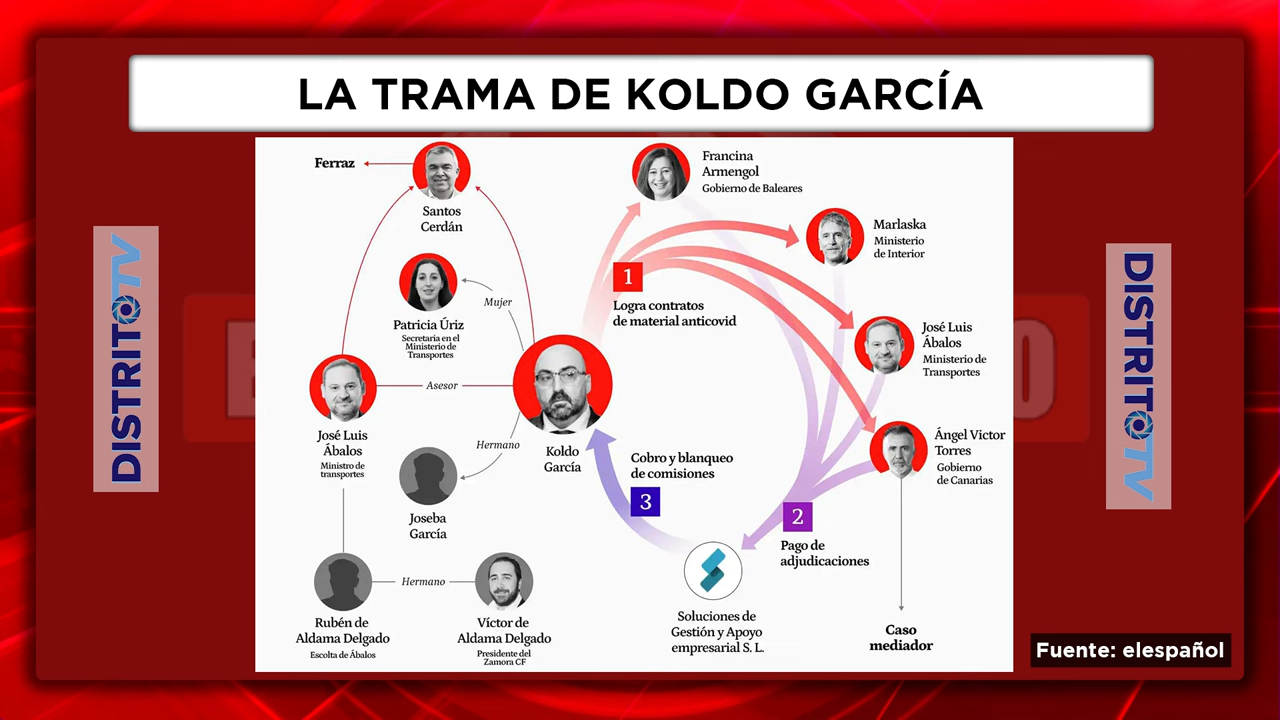 LA TRAMA DE KOLDO GARCÍA
Ferraz
Santos
Cerdán
Francina
Armengol
Gobierno de Baleares
Marlaska
Ministerio
de Interior
1
Logra contratos
de material anticovid
Mujer
Patricia Úriz
Secretaria en el
Ministerio de
Transportes
José Luis
Ábalos
Ministerio de
Transportes
Asesor
José Luis
Ábalos
Ministro de
transportes
Koldo
García
Hermano
Joseba
García
Ángel Victor
Torres
Gobierno
de Canarias
Cobro y blanqueo
de comisiones
3
2
Pago de
adjudicaciones
Rubén de
Aldama Delgado
Escolta de Ábalos
Hermano
Víctor de
Aldama Delgado
Presidente del
Zamora CF
Soluciones de
Gestión y Apoyo
empresarial S. L.
Caso
mediador
Fuente: elespañol
DISTRITOTV
DISTRITOTV